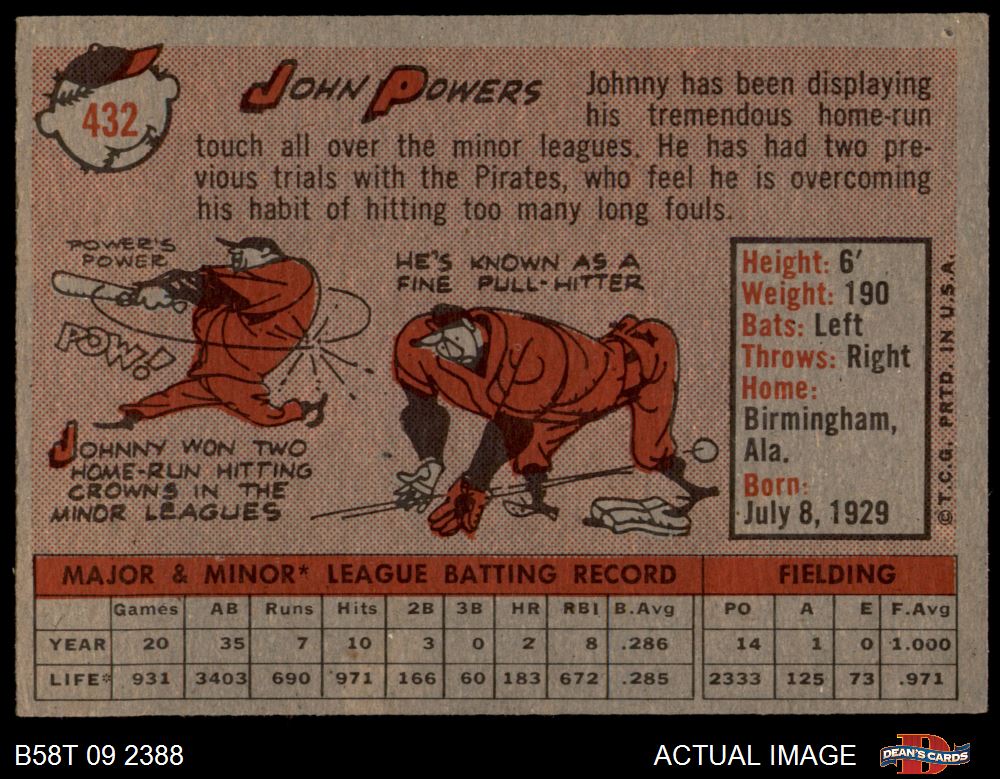 432
JOHN POWERS
Johnny has been displaying
his tremendous home-run
touch all over the minor leagues. He has had two pre-
vious trials with the Pirates, who feel he is overcoming
his habit of hitting too many long fouls.
POWER'S
POWER
POW!
JOHNNY WON TWO
HOME-RUN HITTING
CROWNS IN THE
MINOR LEAGUES
HE'S KNOWN AS A
FINE PULL-HITTER
Height: 6'
Weight: 190
Bats: Left
Throws: Right
Home:
Birmingham,
Ala.
Born:
July 8, 1929
© T.C.G. PRTD. IN U.S.A.
MAJOR & MINOR* LEAGUE BATTING RECORD FIELDING
Games AB Runs Hits 2B 3B HR RBI B.Avg PO A E F.Avg
YEAR 20 35 7 10 3 0 2 8 .286 14 1 0 1.000
LIFE* 931 3403 690 971 166 60 183 672 .285 2333 125 73 .971
B58T 09 2388
ACTUAL IMAGE
DEAN'S CARDS